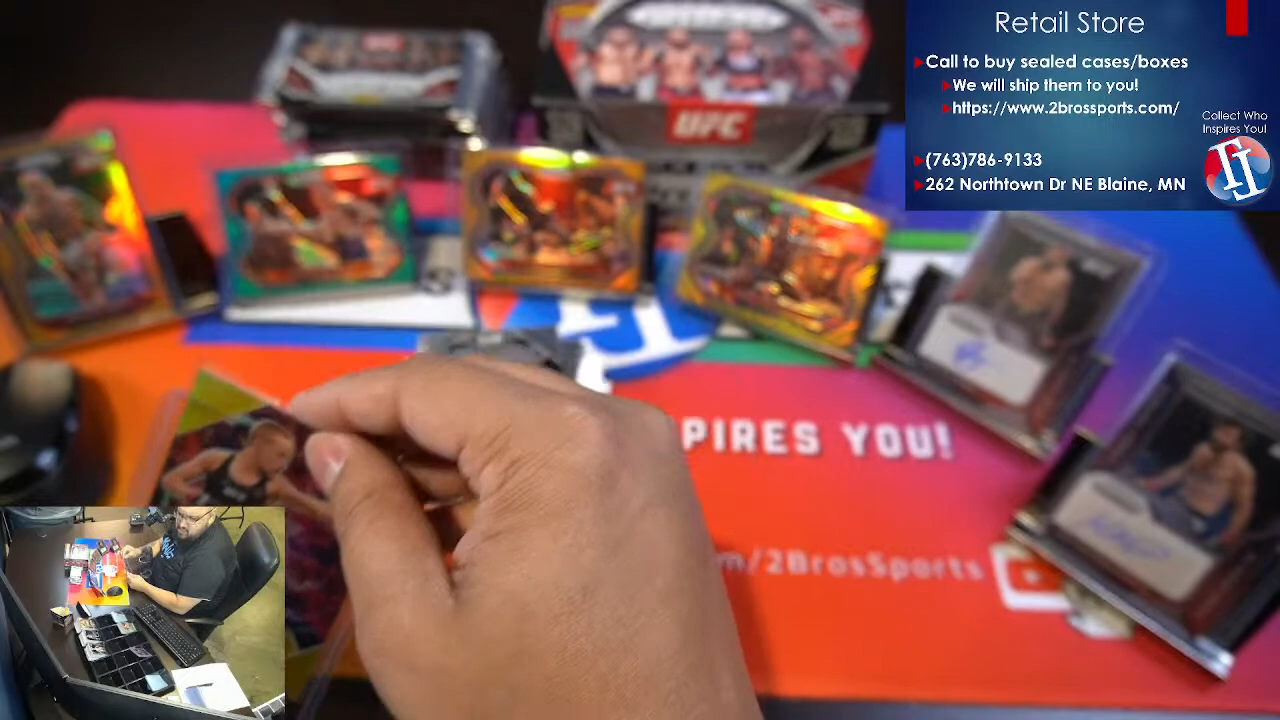 Retail Store
Call to buy sealed cases/boxes
We will ship them to you!
https://www.2brossports.com/
Collect Who
Inspires You!
(763)786-9133
262 Northtown Dr NE Blaine, MN
UFC
PIRES YOU!
m/2BrosSports